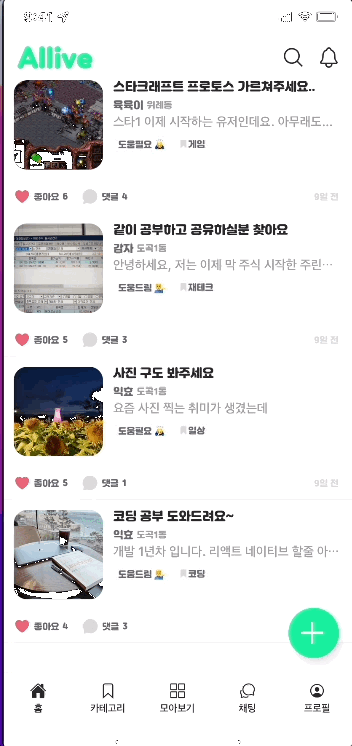 Allive
스타크래프트 프로토스 가르쳐주세요..
육육이 위례동
스타1 이제 시작하는 유저인데요. 아무래도...
도움필요 게임
좋아요 6 댓글 4 9일 전
같이 공부하고 공유하실분 찾아요
감자 도곡1동
안녕하세요, 저는 이제 막 주식 시작한 주린...
도움드림 재테크
좋아요 5 댓글 3 9일 전
사진 구도 봐주세요
익효 도곡1동
요즘 사진 찍는 취미가 생겼는데
도움필요 일상
좋아요 5 댓글 1 9일 전
코딩 공부 도와드려요~
익효 도곡1동
개발 1년차 입니다. 리액트 네이티브 할줄 아...
도움드림 코딩
좋아요 4 댓글 3
홈 카테고리 모아보기 채팅 프로필